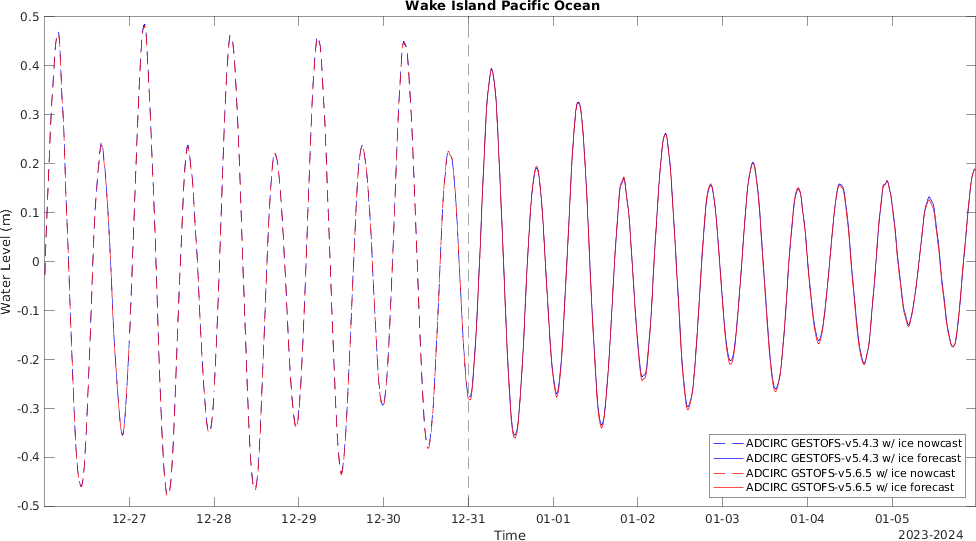 Wake Island Pacific Ocean
0.5
0.4
0.3
0.2
0.1
0
-0.1
-0.2
-0.3
-0.4
-0.5
Water Level (m)
ADCIRC GESTOFS-v5.4.3 w/ ice nowcast
ADCIRC GESTOFS-v5.4.3 w/ ice forecast
ADCIRC GSTOFS-v5.6.5 w/ ice nowcast
ADCIRC GSTOFS-v5.6.5 w/ ice forecast
12-27 12-28 12-29 12-30 12-31 01-01 01-02 01-03 01-04 01-05
Time
2023-2024